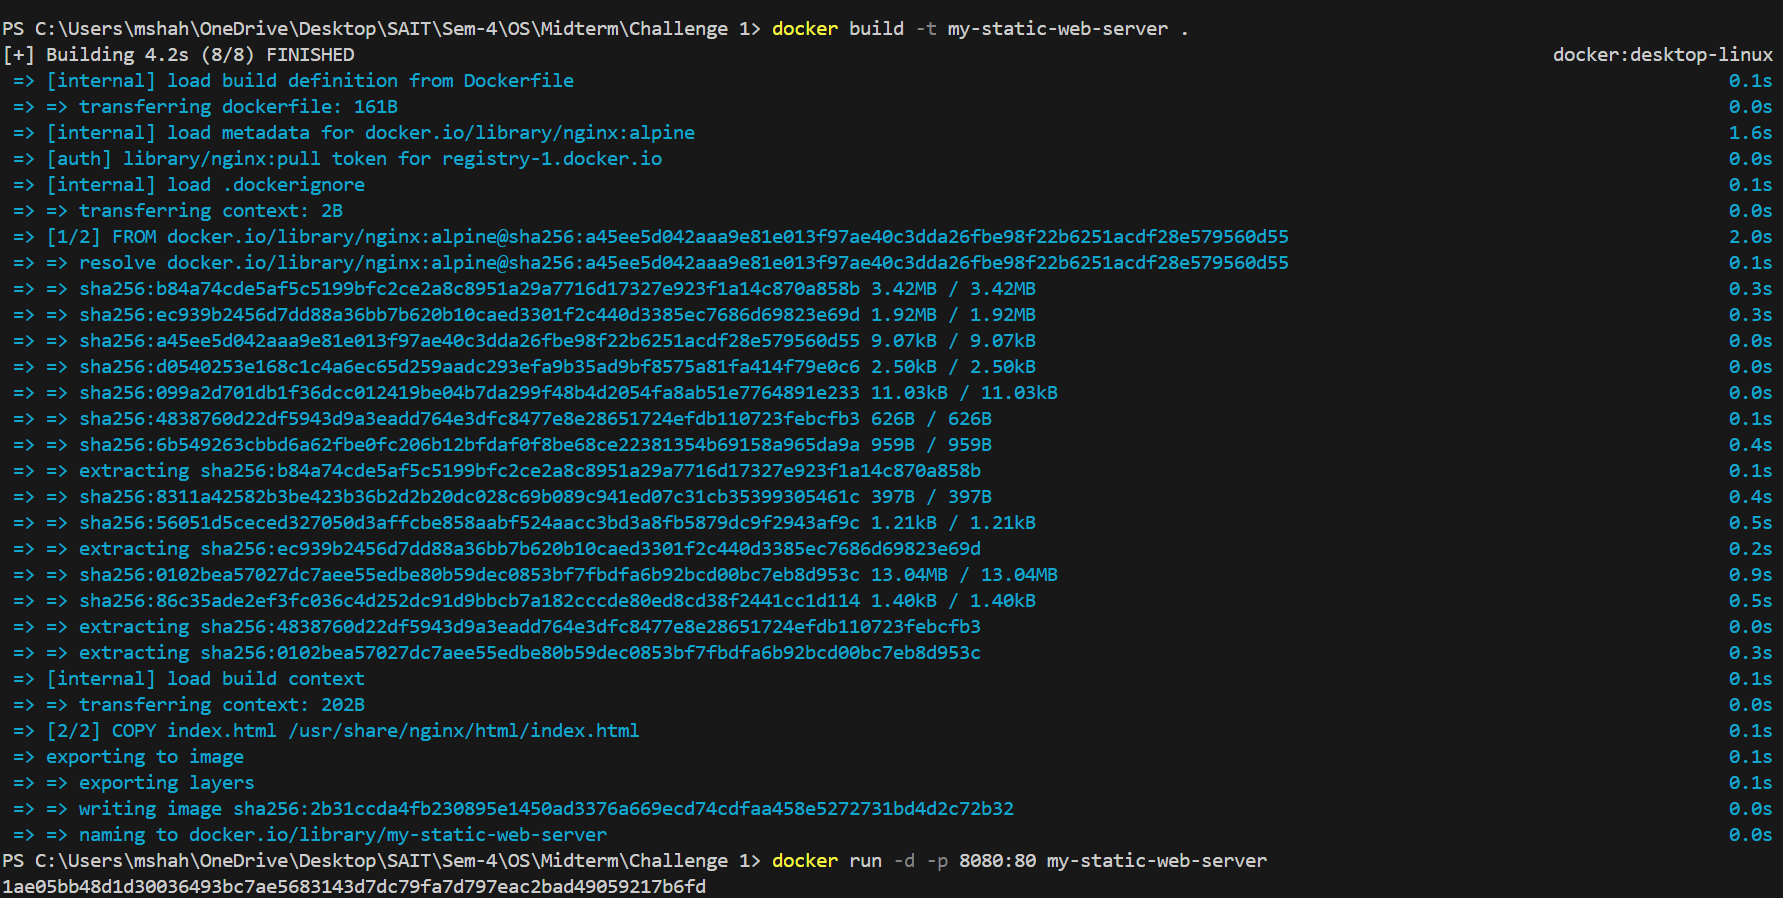 PS C:\Users\mshah\OneDrive\Desktop\SAIT\Sem-4\OS\Midterm\Challenge 1> docker build -t my-static-web-server .
[+] Building 4.2s (8/8) FINISHED docker:desktop-linux
=> [internal] load build definition from Dockerfile 0.1s
=> => transferring dockerfile: 161B 0.0s
=> [internal] load metadata for docker.io/library/nginx:alpine 1.6s
=> [auth] library/nginx:pull token for registry-1.docker.io 0.0s
=> [internal] load .dockerignore 0.1s
=> => transferring context: 2B 0.0s
=> [1/2] FROM docker.io/library/nginx:alpine@sha256:a45ee5d042aaa9e81e013f97ae40c3dda26fbe98f22b6251acdf28e579560d55 2.0s
=> => resolve docker.io/library/nginx:alpine@sha256:a45ee5d042aaa9e81e013f97ae40c3dda26fbe98f22b6251acdf28e579560d55 0.1s
=> => sha256:b84a74cde5af5c5199bfc2ce2a8c8951a29a7716d17327e923f1a14c870a858b 3.42MB / 3.42MB 0.3s
=> => sha256:ec939b2456d7dd88a36bb7b620b10caed3301f2c440d3385ec7686d69823e69d 1.92MB / 1.92MB 0.3s
=> => sha256:a45ee5d042aaa9e81e013f97ae40c3dda26fbe98f22b6251acdf28e579560d55 9.07kB / 9.07kB 0.0s
=> => sha256:d0540253e168c1c4a6ec65d259aadc293efa9b35ad9bf8575a81fa414f79e0c6 2.50kB / 2.50kB 0.0s
=> => sha256:099a2d701db1f36dcc012419be04b7da299f48b4d2054fa8ab51e7764891e233 11.03kB / 11.03kB 0.0s
=> => sha256:4838760d22df5943d9a3eadd764e3dfc8477e8e28651724efdb110723febcfb3 626B / 626B 0.1s
=> => sha256:6b549263cbbd6a62fbe0fc206b12bfdaf0f8be68ce22381354b69158a965da9a 959B / 959B 0.4s
=> => extracting sha256:b84a74cde5af5c5199bfc2ce2a8c8951a29a7716d17327e923f1a14c870a858b 0.1s
=> => sha256:8311a42582b3be423b36b2d2b20dc028c69b089c941ed07c31cb35399305461c 397B / 397B 0.4s
=> => sha256:56051d5ceced327050d3affcbe858aabf524aacc3bd3a8fb5879dc9f2943af9c 1.21kB / 1.21kB 0.5s
=> => extracting sha256:ec939b2456d7dd88a36bb7b620b10caed3301f2c440d3385ec7686d69823e69d 0.2s
=> => sha256:0102bea57027dc7aee55edbe80b59dec0853bf7fbdfa6b92bcd00bc7eb8d953c 13.04MB / 13.04MB 0.9s
=> => sha256:86c35ade2ef3fc036c4d252dc91d9bbcb7a182cccde80ed8cd38f2441cc1d114 1.40kB / 1.40kB 0.5s
=> => extracting sha256:4838760d22df5943d9a3eadd764e3dfc8477e8e28651724efdb110723febcfb3 0.0s
=> => extracting sha256:0102bea57027dc7aee55edbe80b59dec0853bf7fbdfa6b92bcd00bc7eb8d953c 0.3s
=> [internal] load build context 0.1s
=> => transferring context: 202B 0.0s
=> [2/2] COPY index.html /usr/share/nginx/html/index.html 0.1s
=> exporting to image 0.1s
=> => exporting layers 0.1s
=> => writing image sha256:2b31ccda4fb230895e1450ad3376a669ecd74cdfaa458e5272731bd4d2c72b32 0.0s
=> => naming to docker.io/library/my-static-web-server 0.0s
PS C:\Users\mshah\OneDrive\Desktop\SAIT\Sem-4\OS\Midterm\Challenge 1> docker run -d -p 8080:80 my-static-web-server
1ae05bb48d1d30036493bc7ae5683143d7dc79fa7d797eac2bad49059217b6fd